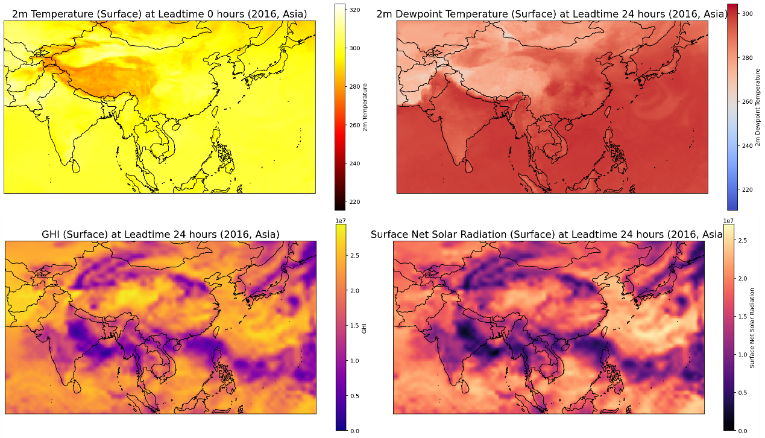 2m Temperature (Surface) at Leadtime 0 hours (2016, Asia)
320
300
280
260
240
220
2m Temperature
2m Dewpoint Temperature (Surface) at Leadtime 24 hours (2016, Asia)
300
280
260
240
220
2m Dewpoint Temperature
GHI (Surface) at Leadtime 24 hours (2016, Asia)
1e7
2.5
2.0
1.5
1.0
0.5
0.0
GHI
Surface Net Solar Radiation (Surface) at Leadtime 24 hours (2016, Asia)
1e7
2.5
2.0
1.5
1.0
0.5
0.0
Surface Net Solar Radiation